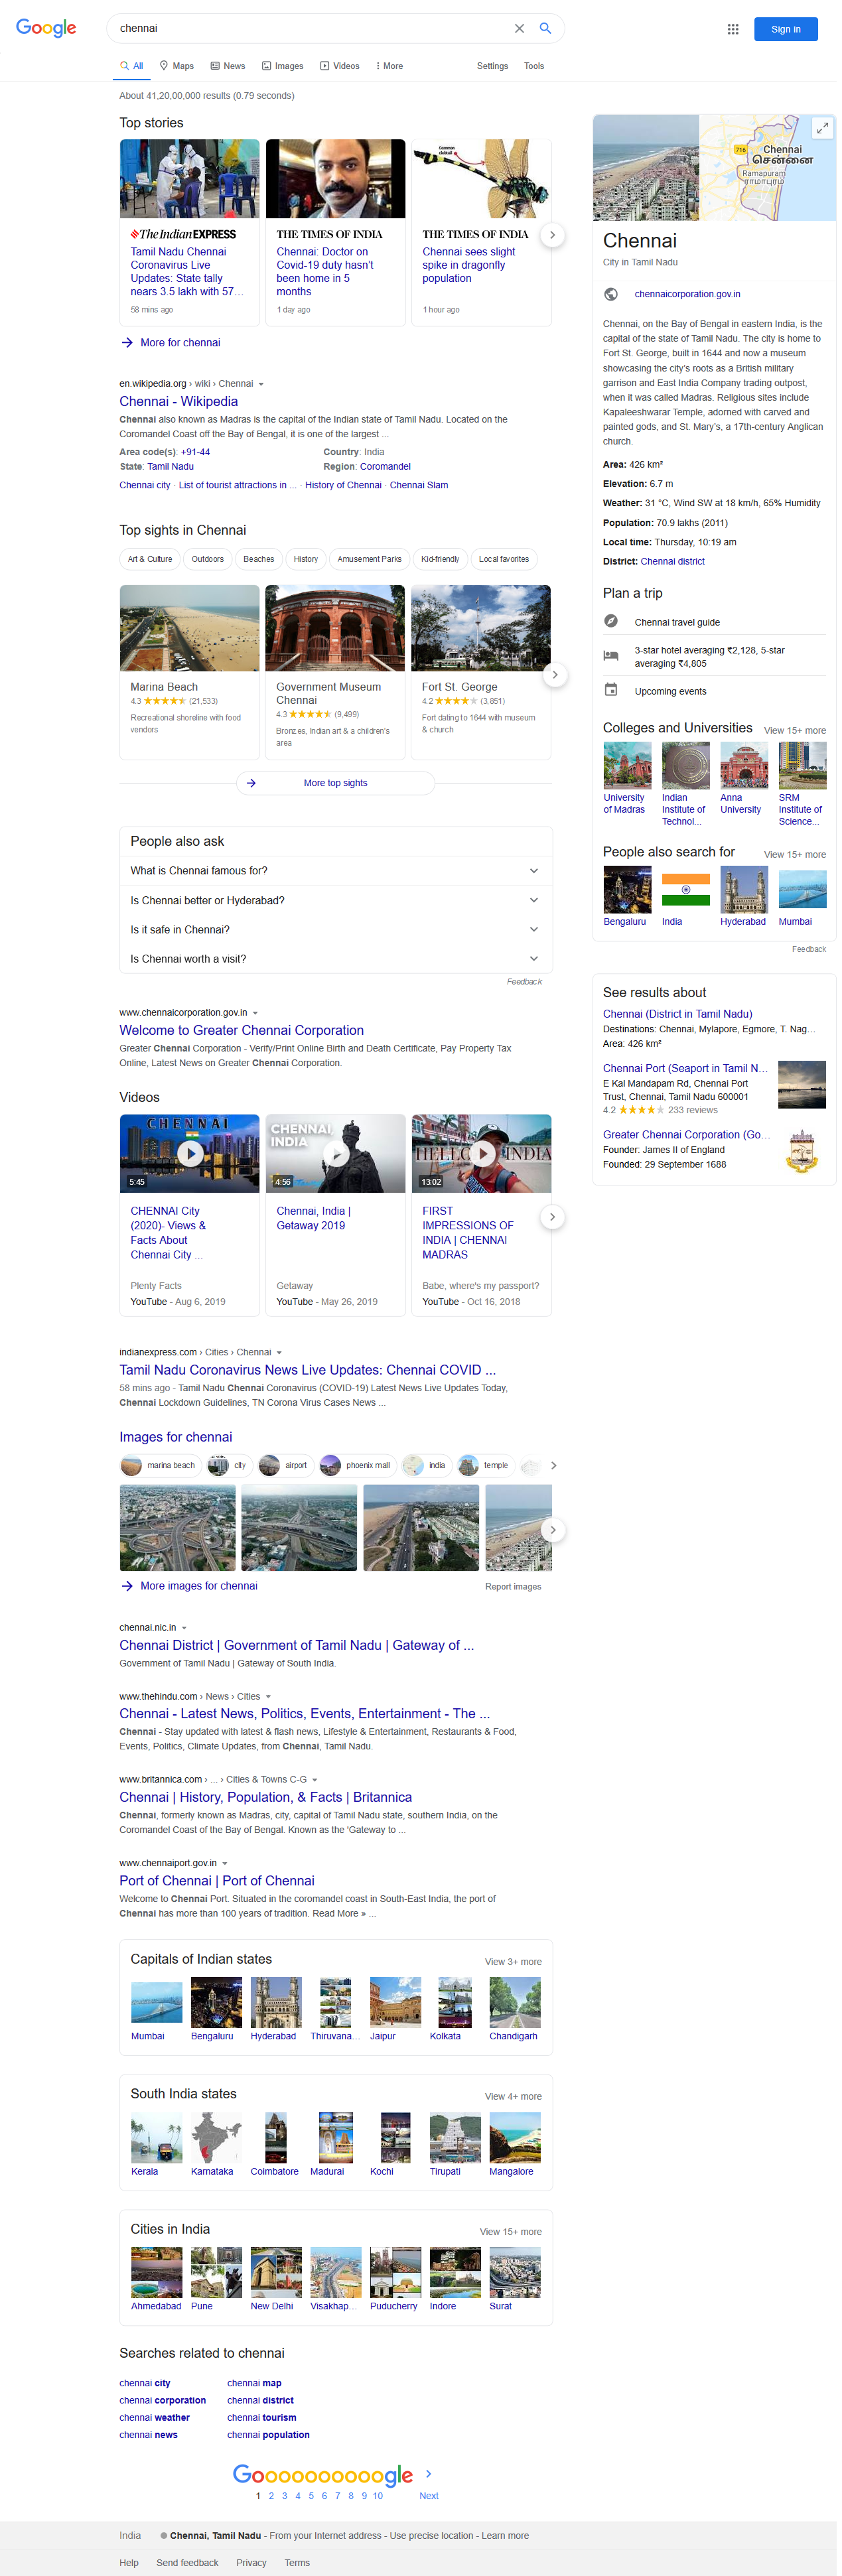 Google
chennai
Sign in
All
Maps
News
Images
Videos
More
Settings
Tools
About 41,20,00,000 results (0.79 seconds)
Top stories
The Indian EXPRESS
Tamil Nadu Chennai
Coronavirus Live
Updates: State tally
nears 3.5 lakh with 57...
58 mins ago
THE TIMES OF INDIA
Chennai: Doctor on
Covid-19 duty hasn't
been home in 5
months
1 day ago
THE TIMES OF INDIA
Chennai sees slight
spike in dragonfly
population
1 hour ago
More for chennai
en.wikipedia.org › wiki › Chennai
Chennai - Wikipedia
Chennai also known as Madras is the capital of the Indian state of Tamil Nadu. Located on the
Coromandel Coast off the Bay of Bengal, it is one of the largest ...
Area code(s): +91-44
Country: India
State: Tamil Nadu
Region: Coromandel
Chennai city · List of tourist attractions in ... · History of Chennai · Chennai Slam
Top sights in Chennai
Art & Culture
Outdoors
Beaches
History
Amusement Parks
Kid-friendly
Local favorites
Marina Beach
4.3 (21,533)
Recreational shoreline with food
vendors
Government Museum
Chennai
4.3 (9,499)
Bronzes, Indian art & a children's
area
Fort St. George
4.2 (3,851)
Fort dating to 1644 with museum
& church
More top sights
People also ask
What is Chennai famous for?
Is Chennai better or Hyderabad?
Is it safe in Chennai?
Is Chennai worth a visit?
Feedback
www.chennaicorporation.gov.in
Welcome to Greater Chennai Corporation
Greater Chennai Corporation - Verify/Print Online Birth and Death Certificate, Pay Property Tax
Online, Latest News on Greater Chennai Corporation.
Videos
CHENNAI
5:45
CHENNAI City
(2020)- Views &
Facts About
Chennai City ...
Plenty Facts
YouTube - Aug 6, 2019
CHENNAI,
INDIA
4:56
Chennai, India |
Getaway 2019
Getaway
YouTube - May 26, 2019
HELLO INDIA
13:02
FIRST
IMPRESSIONS OF
INDIA | CHENNAI
MADRAS
Babe, where's my passport?
YouTube - Oct 16, 2018
indianexpress.com › Cities › Chennai
Tamil Nadu Coronavirus News Live Updates: Chennai COVID ...
58 mins ago - Tamil Nadu Chennai Coronavirus (COVID-19) Latest News Live Updates Today,
Chennai Lockdown Guidelines, TN Corona Virus Cases News ...
Images for chennai
marina beach
city
airport
phoenix mall
india
temple
More images for chennai
Report images
chennai.nic.in
Chennai District | Government of Tamil Nadu | Gateway of ...
Government of Tamil Nadu | Gateway of South India.
www.thehindu.com › News › Cities
Chennai - Latest News, Politics, Events, Entertainment - The ...
Chennai - Stay updated with latest & flash news, Lifestyle & Entertainment, Restaurants & Food,
Events, Politics, Climate Updates, from Chennai, Tamil Nadu.
www.britannica.com › ... › Cities & Towns C-G
Chennai | History, Population, & Facts | Britannica
Chennai, formerly known as Madras, city, capital of Tamil Nadu state, southern India, on the
Coromandel Coast of the Bay of Bengal. Known as the 'Gateway to ...
www.chennaiport.gov.in
Port of Chennai | Port of Chennai
Welcome to Chennai Port. Situated in the coromandel coast in South-East India, the port of
Chennai has more than 100 years of tradition. Read More » ...
Capitals of Indian states
View 3+ more
Mumbai
Bengaluru
Hyderabad
Thiruvana...
Jaipur
Kolkata
Chandigarh
South India states
View 4+ more
Kerala
Karnataka
Coimbatore
Madurai
Kochi
Tirupati
Mangalore
Cities in India
View 15+ more
Ahmedabad
Pune
New Delhi
Visakhap...
Puducherry
Indore
Surat
Searches related to chennai
chennai city
chennai corporation
chennai weather
chennai news
chennai map
chennai district
chennai tourism
chennai population
Goooooooooogle
1 2 3 4 5 6 7 8 9 10
Next
716
Chennai
சென்னை
Ramapuram
ராமாபுரம்
Chennai
City in Tamil Nadu
chennaicorporation.gov.in
Chennai, on the Bay of Bengal in eastern India, is the
capital of the state of Tamil Nadu. The city is home to
Fort St. George, built in 1644 and now a museum
showcasing the city's roots as a British military
garrison and East India Company trading outpost,
when it was called Madras. Religious sites include
Kapaleeshwarar Temple, adorned with carved and
painted gods, and St. Mary's, a 17th-century Anglican
church.
Area: 426 km²
Elevation: 6.7 m
Weather: 31 °C, Wind SW at 18 km/h, 65% Humidity
Population: 70.9 lakhs (2011)
Local time: Thursday, 10:19 am
District: Chennai district
Plan a trip
Chennai travel guide
3-star hotel averaging ₹2,128, 5-star
averaging ₹4,805
Upcoming events
Colleges and Universities
View 15+ more
University
of Madras
Indian
Institute of
Technol...
Anna
University
SRM
Institute of
Science...
People also search for
View 15+ more
Bengaluru
India
Hyderabad
Mumbai
Feedback
See results about
Chennai (District in Tamil Nadu)
Destinations: Chennai, Mylapore, Egmore, T. Nag...
Area: 426 km²
Chennai Port (Seaport in Tamil N...
E Kal Mandapam Rd, Chennai Port
Trust, Chennai, Tamil Nadu 600001
4.2 233 reviews
Greater Chennai Corporation (Go...
Founder: James II of England
Founded: 29 September 1688
India
Chennai, Tamil Nadu - From your Internet address - Use precise location - Learn more
Help
Send feedback
Privacy
Terms